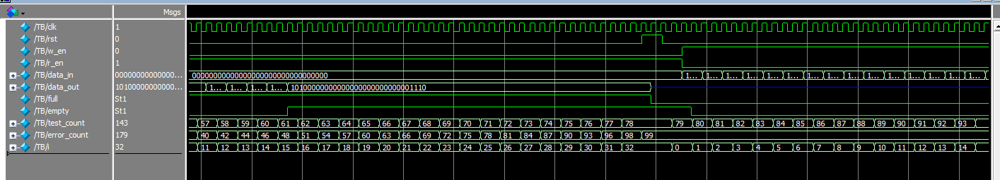 Msgs
/TB/clk 1
/TB/rst 0
/TB/w_en 0
/TB/r_en 1
/TB/data_in 00000000000000... 00000000000000000000000000000000 1... 1... 1... 1... 1... 1... 1... 1... 1... 1... 1... 1... 1... 1... 1...
/TB/data_out 10100000000000... 1... 1... 1... 1... 10100000000000000000000000001110
/TB/full St1
/TB/empty St1
/TB/test_count 143 57 58 59 60 61 62 63 64 65 66 67 68 69 70 71 72 73 74 75 76 77 78 79 80 81 82 83 84 85 86 87 88 89 90 91 92 93
/TB/error_count 179 40 42 44 46 48 51 54 57 60 63 66 69 72 75 78 81 84 87 90 93 96 98 99
/TB/i 32 11 12 13 14 15 16 17 18 19 20 21 22 23 24 25 26 27 28 29 30 31 32 0 1 2 3 4 5 6 7 8 9 10 11 12 13 14